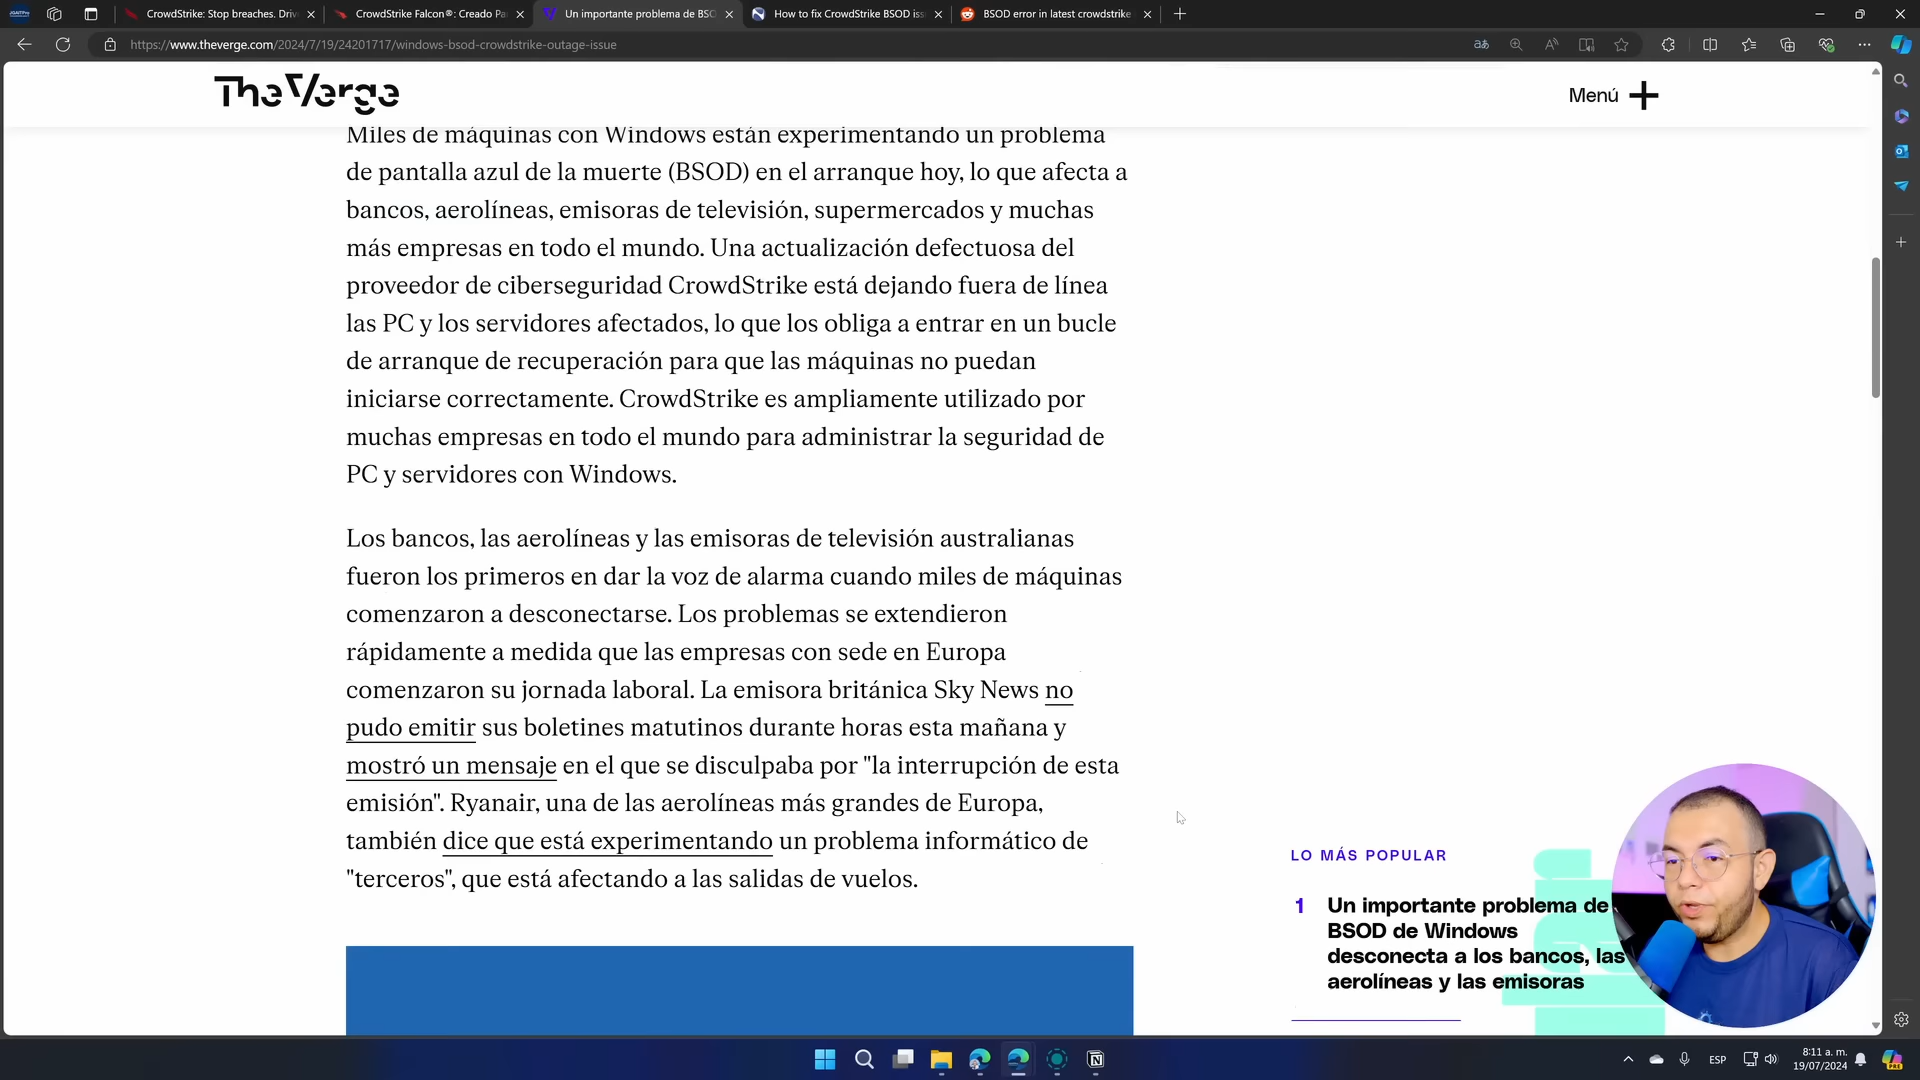 CrowdStrike: Stop breaches. Driv
CrowdStrike Falcon®: Creado Pa
Un importante problema de BSO
How to fix CrowdStrike BSOD iss
BSOD error in latest crowdstrike
https://www.theverge.com/2024/7/19/24201717/windows-bsod-crowdstrike-outage-issue
The Verge
Menú
Miles de máquinas con Windows están experimentando un problema
de pantalla azul de la muerte (BSOD) en el arranque hoy, lo que afecta a
bancos, aerolíneas, emisoras de televisión, supermercados y muchas
más empresas en todo el mundo. Una actualización defectuosa del
proveedor de ciberseguridad CrowdStrike está dejando fuera de línea
las PC y los servidores afectados, lo que los obliga a entrar en un bucle
de arranque de recuperación para que las máquinas no puedan
iniciarse correctamente. CrowdStrike es ampliamente utilizado por
muchas empresas en todo el mundo para administrar la seguridad de
PC y servidores con Windows.
Los bancos, las aerolíneas y las emisoras de televisión australianas
fueron los primeros en dar la voz de alarma cuando miles de máquinas
comenzaron a desconectarse. Los problemas se extendieron
rápidamente a medida que las empresas con sede en Europa
comenzaron su jornada laboral. La emisora británica Sky News no
pudo emitir sus boletines matutinos durante horas esta mañana y
mostró un mensaje en el que se disculpaba por "la interrupción de esta
emisión". Ryanair, una de las aerolíneas más grandes de Europa,
también dice que está experimentando un problema informático de
"terceros", que está afectando a las salidas de vuelos.
LO MÁS POPULAR
1 Un importante problema de
BSOD de Windows
desconecta a los bancos, las
aerolíneas y las emisoras
ESP
8:11 a. m.
19/07/2024